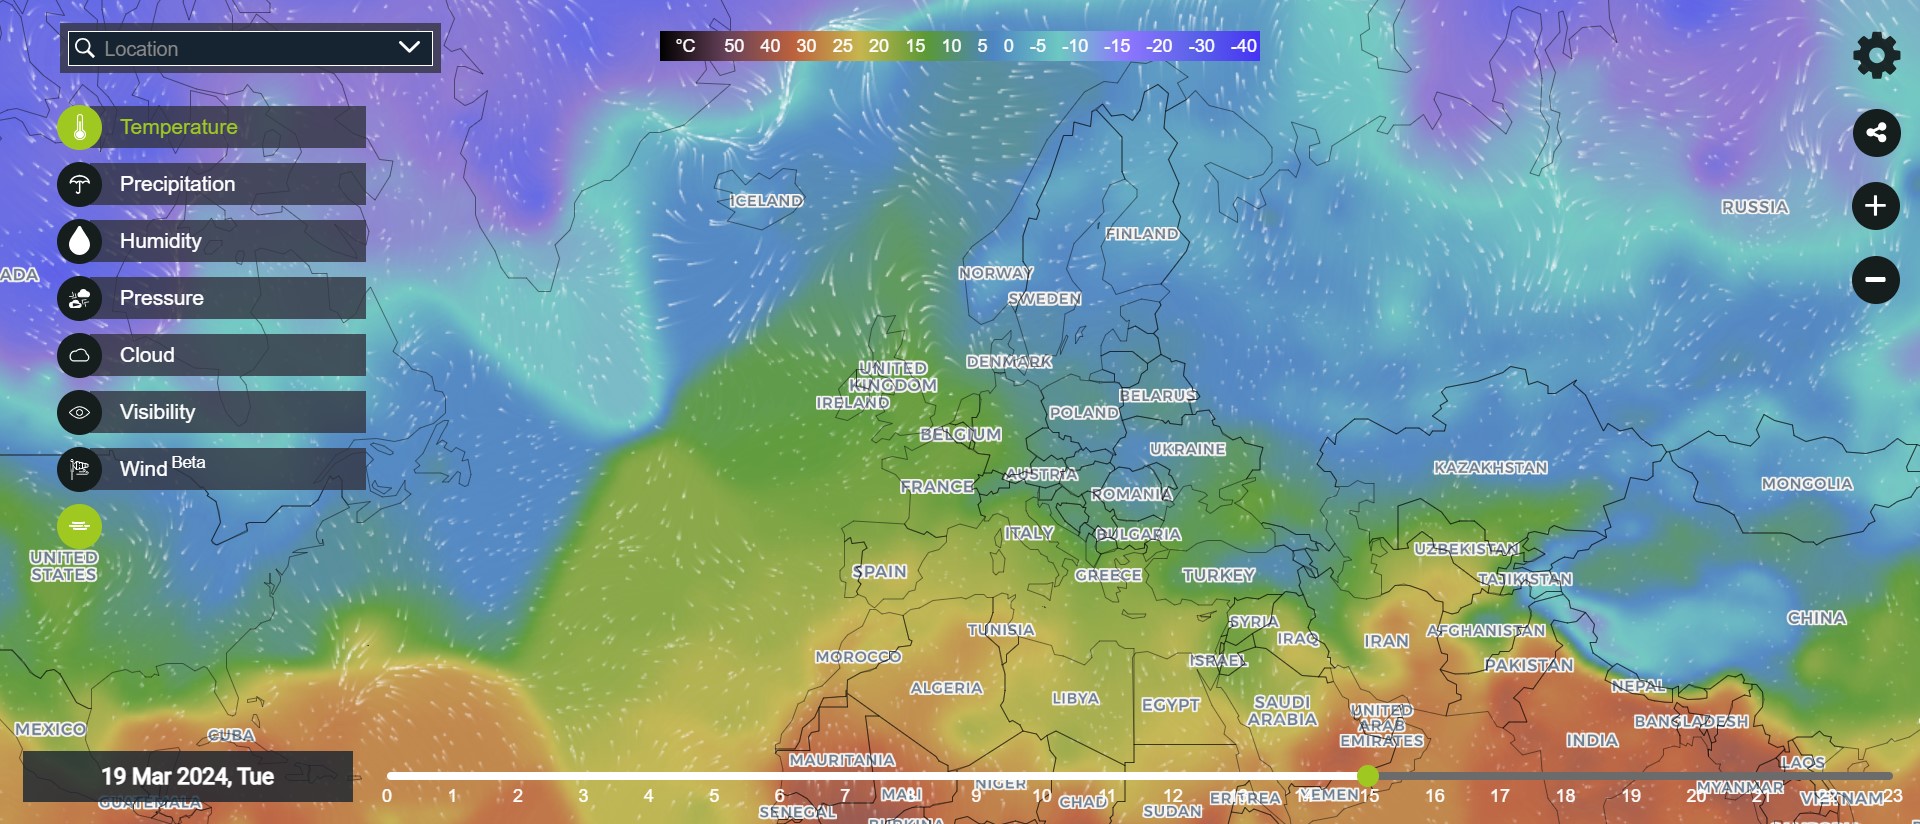 Location
°C 50 40 30 25 20 15 10 5 0 -5 -10 -15 -20 -30 -40
Temperature
Precipitation
Humidity
Pressure
Cloud
Visibility
Wind Beta
ICELAND
RUSSIA
FINLAND
NORWAY
ADA
SWEDEN
DENMARK
UNITED
KINGDOM
IRELAND
BELARUS
POLAND
BELGIUM
UKRAINE
KAZAKHSTAN
AUSTRIA
FRANCE
MONGOLIA
ROMANIA
ITALY
BULGARIA
UZBEKISTAN
UNITED
STATES
SPAIN
GREECE
TURKEY
TAJIKISTAN
CHINA
SYRIA
TUNISIA
AFGHANISTAN
IRAQ
IRAN
MOROCCO
ISRAEL
PAKISTAN
ALGERIA
NEPAL
LIBYA
EGYPT
SAUDI
ARABIA
UNITED
ARAB
EMIRATES
BANGLADESH
MEXICO
CUBA
INDIA
MAURITANIA
LAOS
19 Mar 2024, Tue
NIGER
MYANMAR
0 1 2 3 4 5 6 7 8 9 10 11 12 13 14 15 16 17 18 19 20 21 22 23
GUATEMALA
MALI
CHAD
ERITREA
YEMEN
VIETNAM
SENEGAL
SUDAN
BURKINA